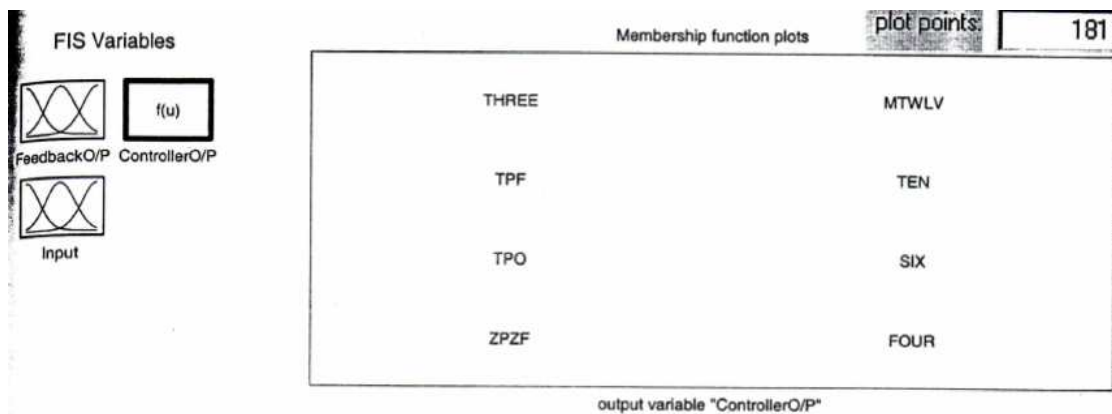 FIS Variables
Membership function plots
plot points:
181
f(u)
FeedbackO/P
ControllerO/P
Input
THREE
MTWLV
TPF
TEN
TPO
SIX
ZPZF
FOUR
output variable "ControllerO/P"